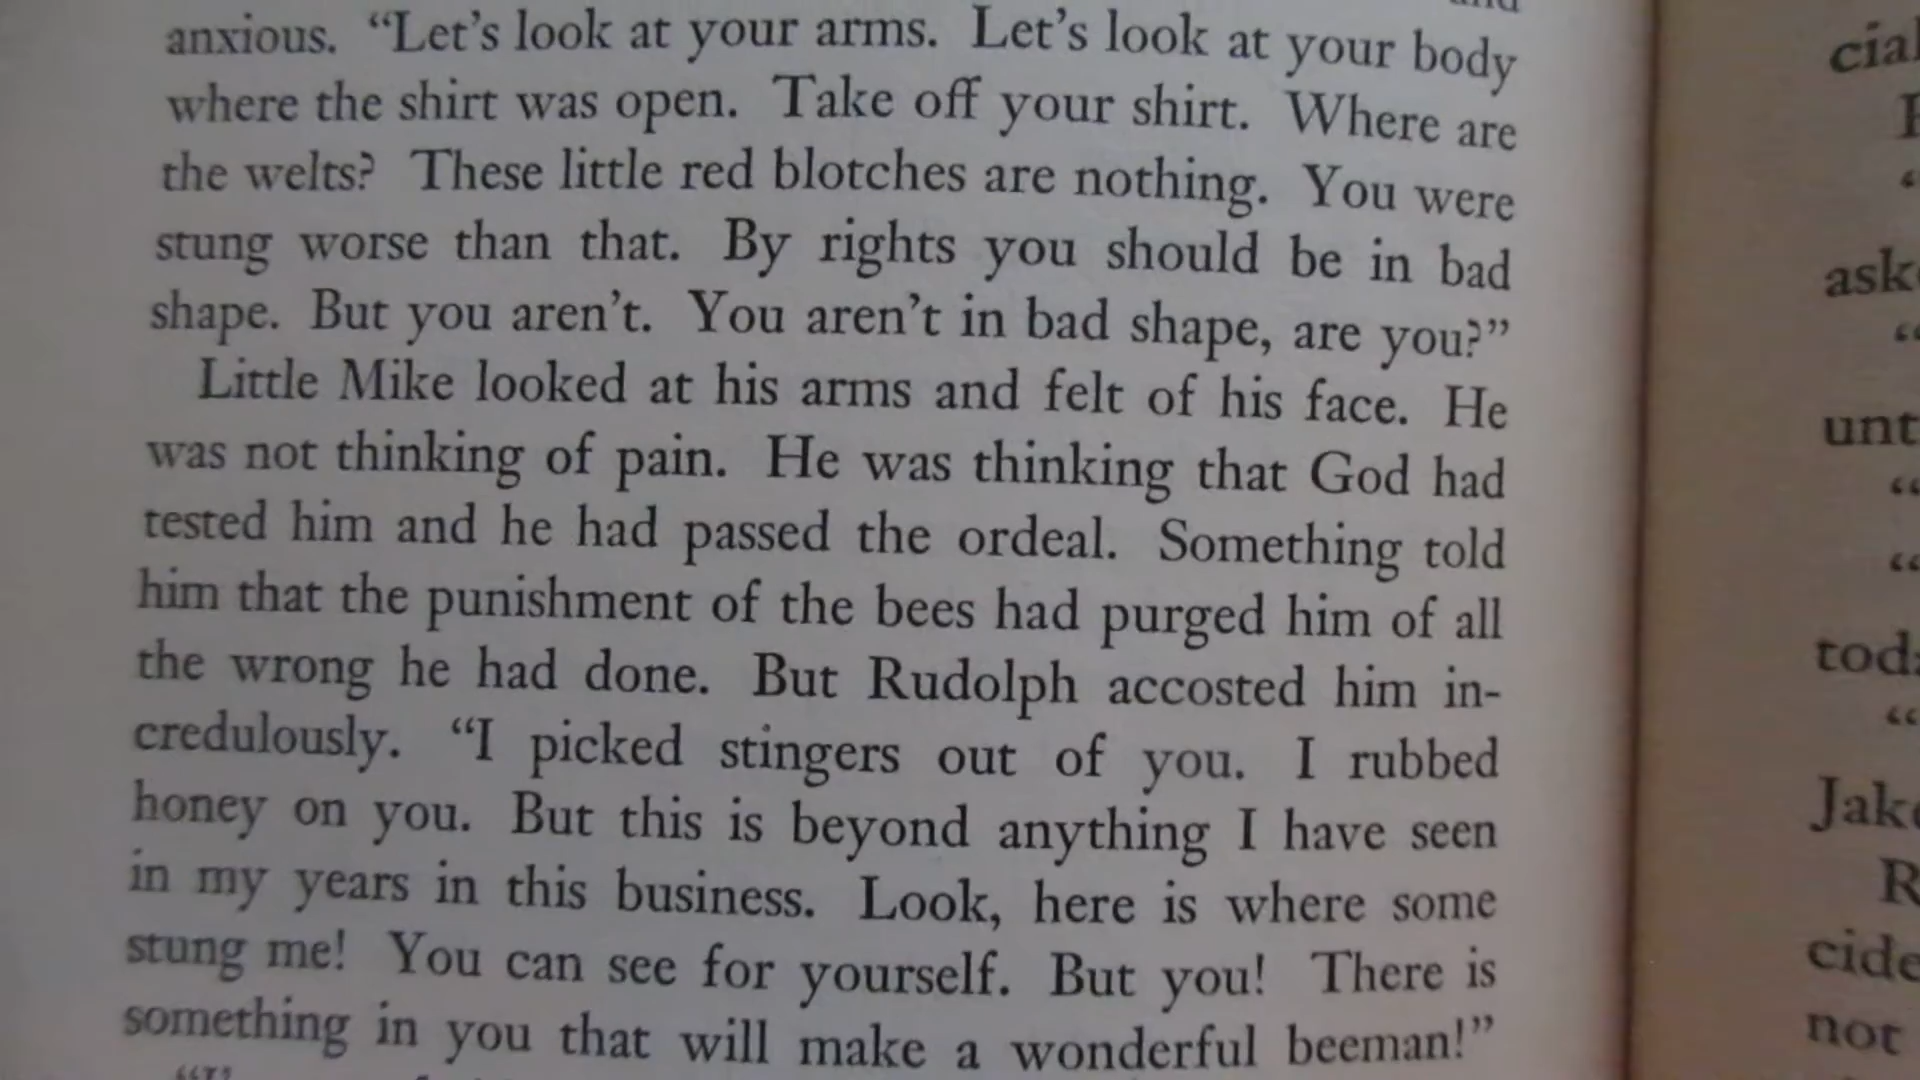 anxious. “Let’s look at your arms. Let’s look at your body
where the shirt was open. Take off your shirt. Where are
the welts? These little red blotches are nothing. You were
stung worse than that. By rights you should be in bad
shape. But you aren’t. You aren’t in bad shape, are you?”
Little Mike looked at his arms and felt of his face. He
was not thinking of pain. He was thinking that God had
tested him and he had passed the ordeal. Something told
him that the punishment of the bees had purged him of all
the wrong he had done. But Rudolph accosted him in-
credulously. “I picked stingers out of you. I rubbed
honey on you. But this is beyond anything I have seen
in my years in this business. Look, here is where some
stung me! You can see for yourself. But you! There is
something in you that will make a wonderful beeman!”
not